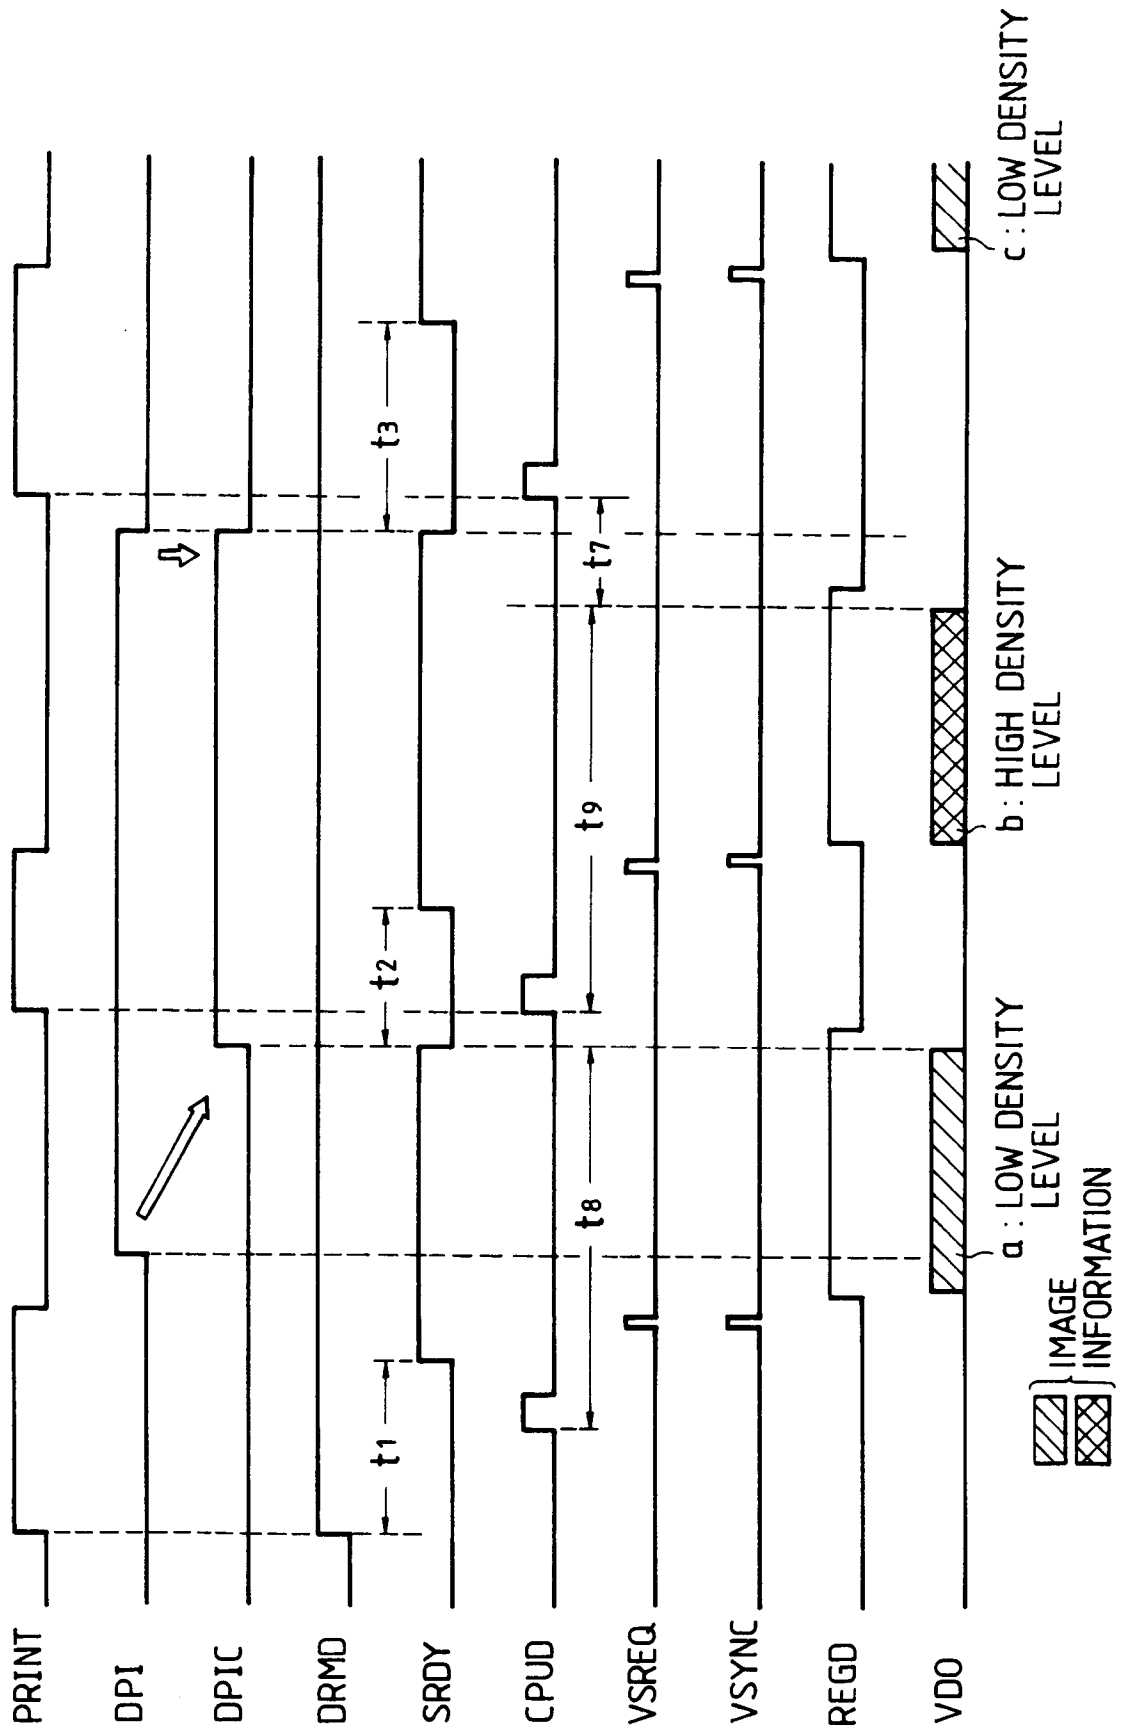 PRINT
DPI
DPIC
DRMD
SRDY
CPUD
VSREQ
VSYNC
REGD
VDO
t1
t2
t3
t8
t9
t7
a : LOW DENSITY
LEVEL
b : HIGH DENSITY
LEVEL
c : LOW DENSITY
LEVEL
IMAGE
INFORMATION